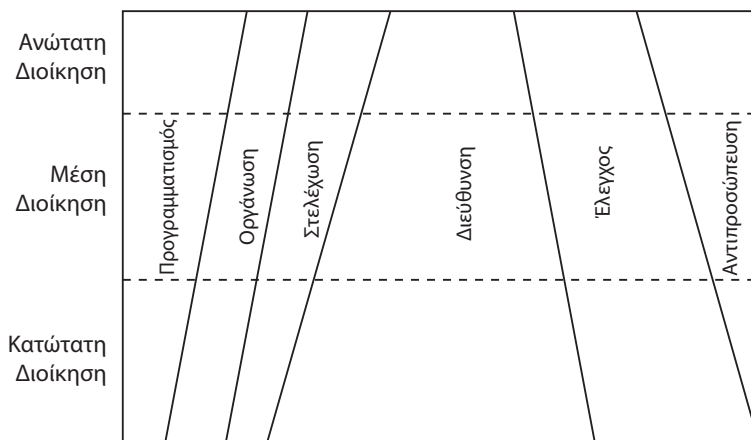 Ανώτατη
Διοίκηση
Μέση
Διοίκηση
Κατώτατη
Διοίκηση
Προγραμματισμός
Οργάνωση
Στελέχωση
Διεύθυνση
Έλεγχος
Αντιπροσώπευση